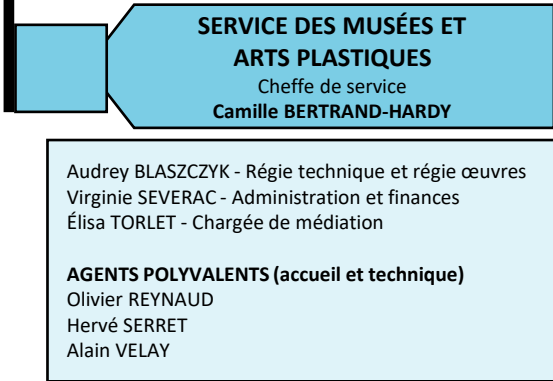 SERVICE DES MUSÉES ET
ARTS PLASTIQUES
Cheffe de service
Camille BERTRAND-HARDY
Audrey BLASZCZYK - Régie technique et régie œuvres
Virginie SEVERAC - Administration et finances
Élisa TORLET - Chargée de médiation
AGENTS POLYVALENTS (accueil et technique)
Olivier REYNAUD
Hervé SERRET
Alain VELAY